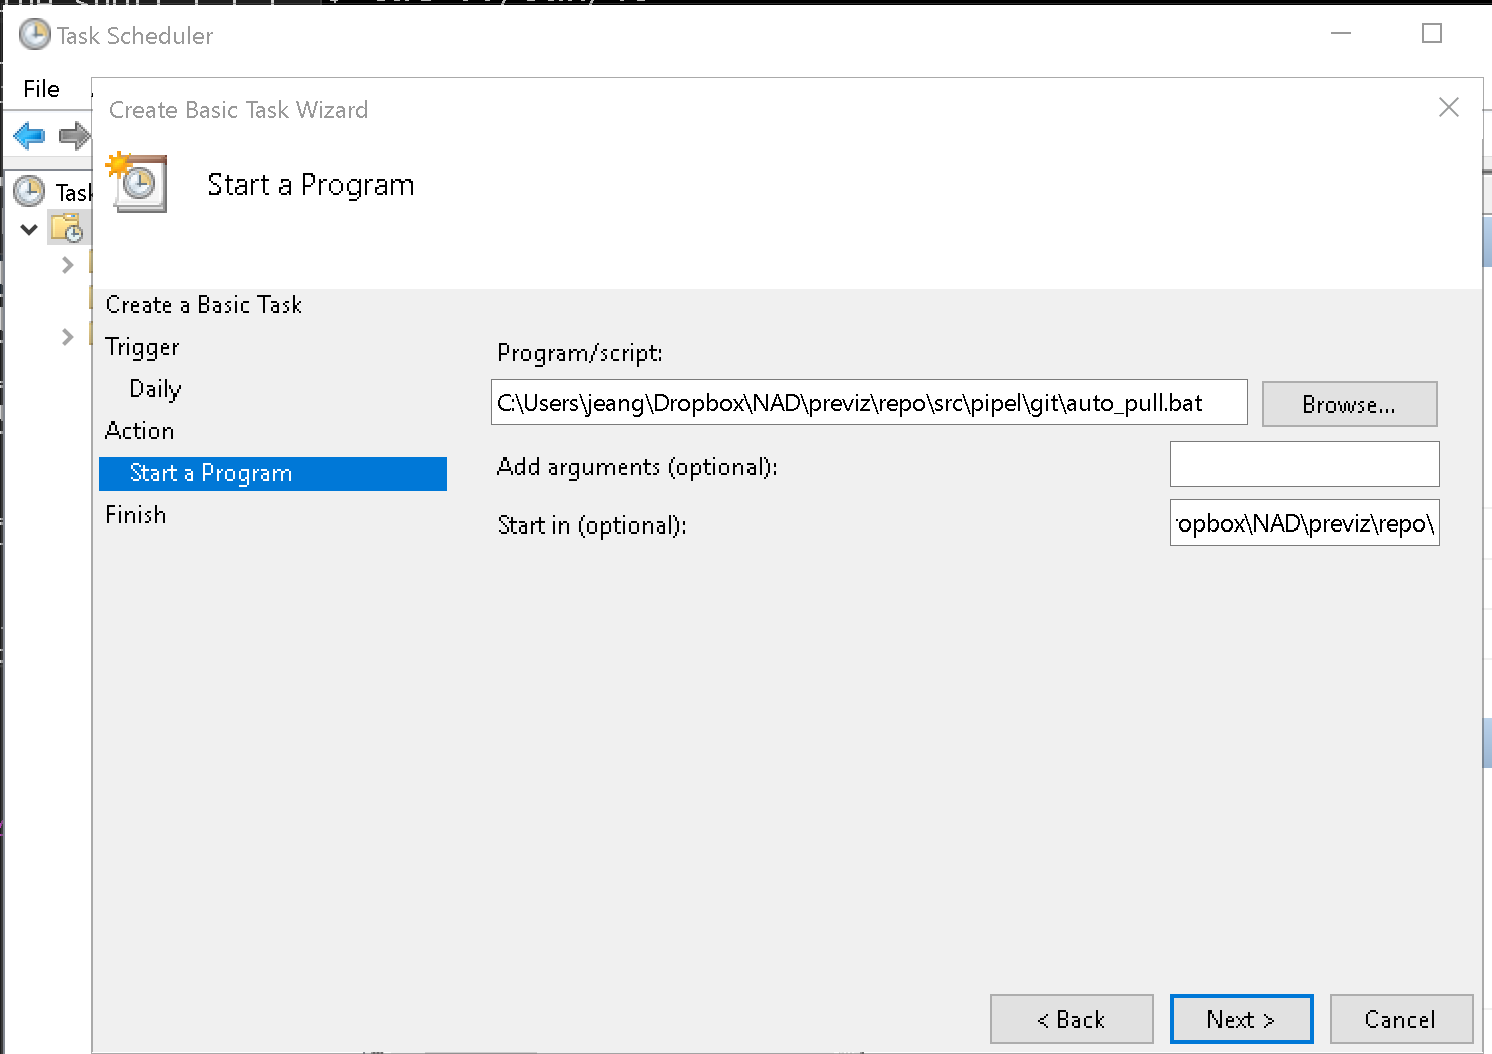 Task Scheduler
File
Create Basic Task Wizard
Start a Program
Task
Create a Basic Task
Trigger
Daily
Action
Start a Program
Finish
Program/script:
C:\Users\jeang\Dropbox\NAD\previz\repo\src\pipel\git\auto_pull.bat
Browse...
Add arguments (optional):
Start in (optional):
ropbox\NAD\previz\repo\
< Back
Next >
Cancel